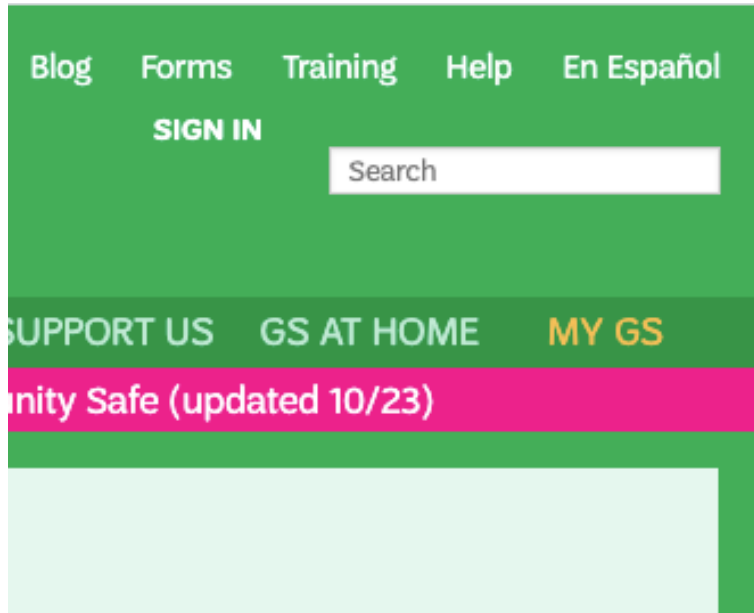 Blog Forms Training Help En Español
SIGN IN
Search
SUPPORT US GS AT HOME MY GS
Safe (updated 10/23)